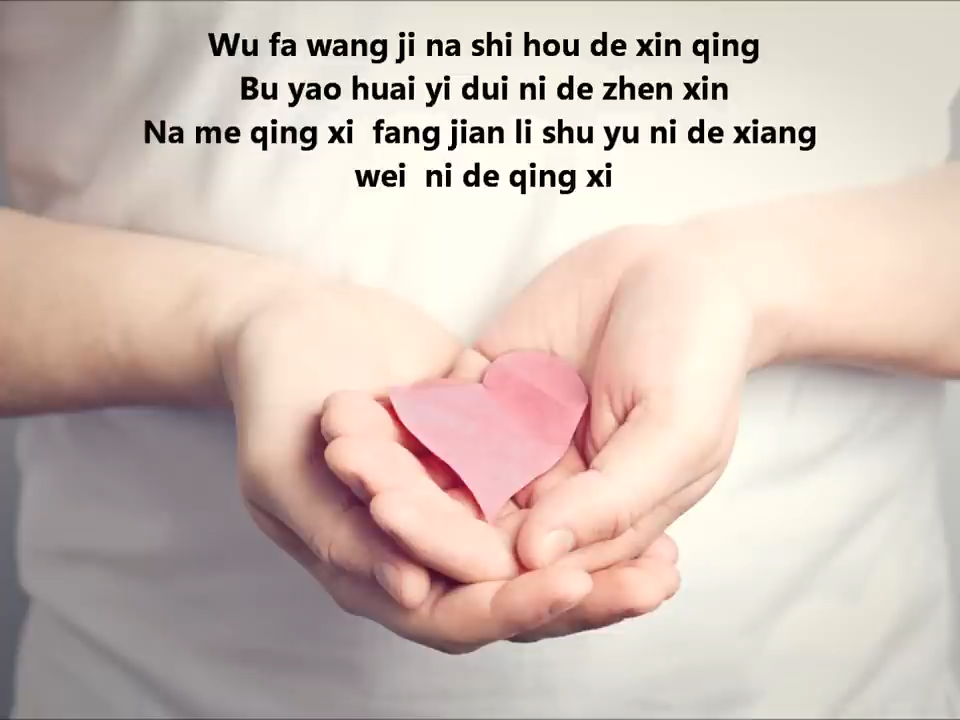 Wu fa wang ji na shi hou de xin qing
Bu yao huai yi dui ni de zhen xin
Na me qing xi  fang jian li shu yu ni de xiang
wei  ni de qing xi